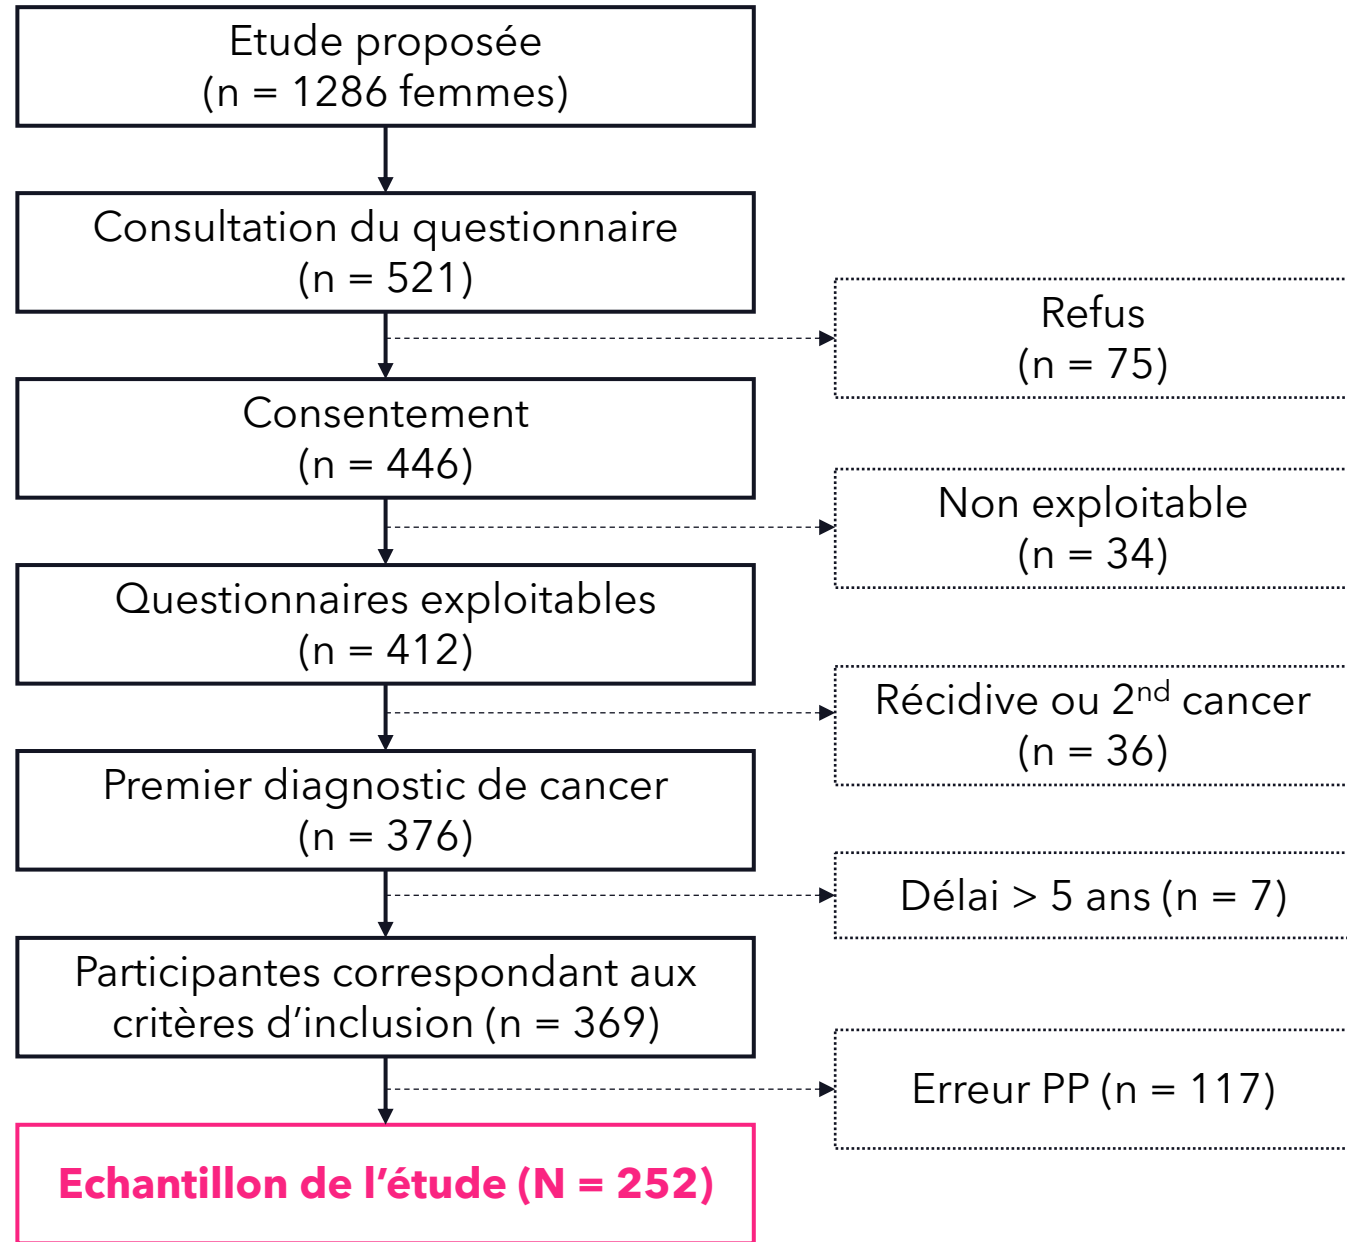 Etude proposée
(n = 1286 femmes)
Consultation du questionnaire
(n = 521)
Refus
(n = 75)
Consentement
(n = 446)
Non exploitable
(n = 34)
Questionnaires exploitables
(n = 412)
Récidive ou 2nd cancer
(n = 36)
Premier diagnostic de cancer
(n = 376)
Délai > 5 ans (n = 7)
Participantes correspondant aux
critères d’inclusion (n = 369)
Erreur PP (n = 117)
Echantillon de l’étude (N = 252)